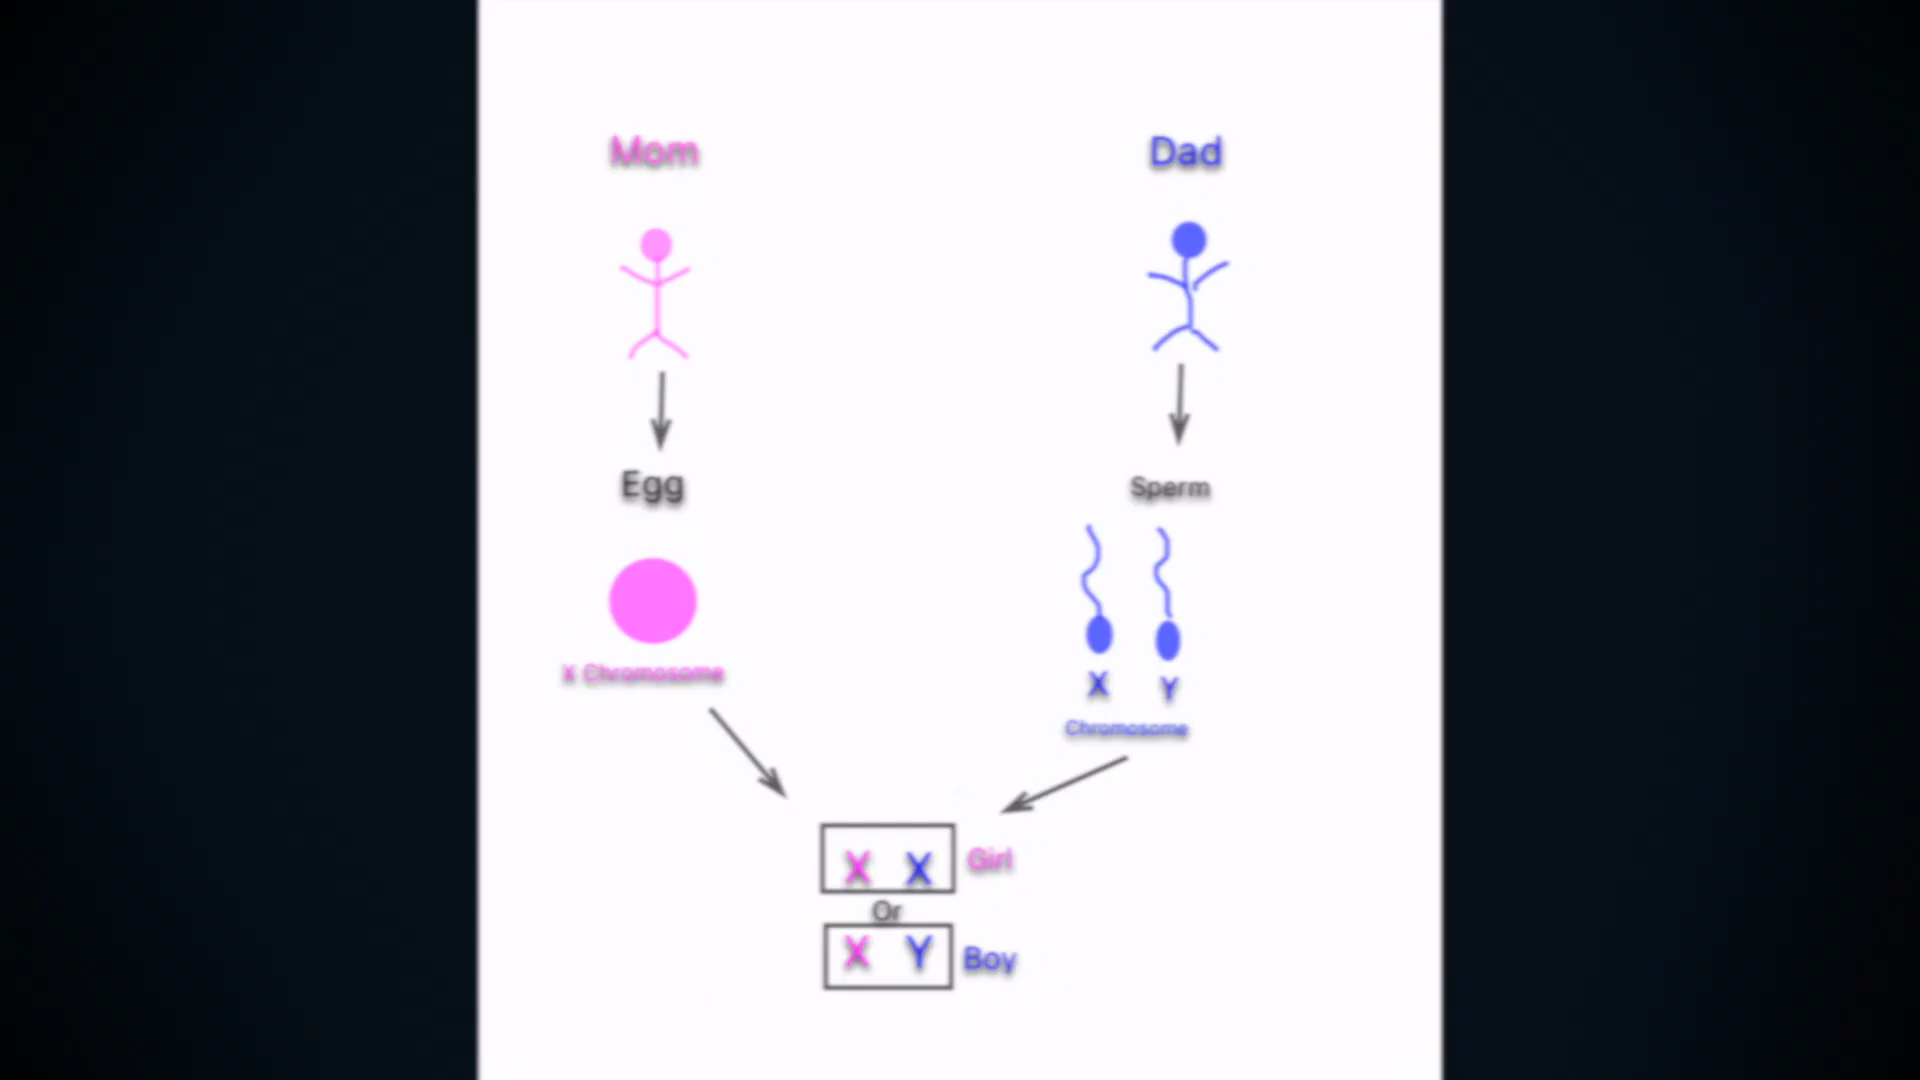 Mom
Dad
Egg
Sperm
X Chromosome
X Y
Chromosome
X X Girl
Or
X Y Boy